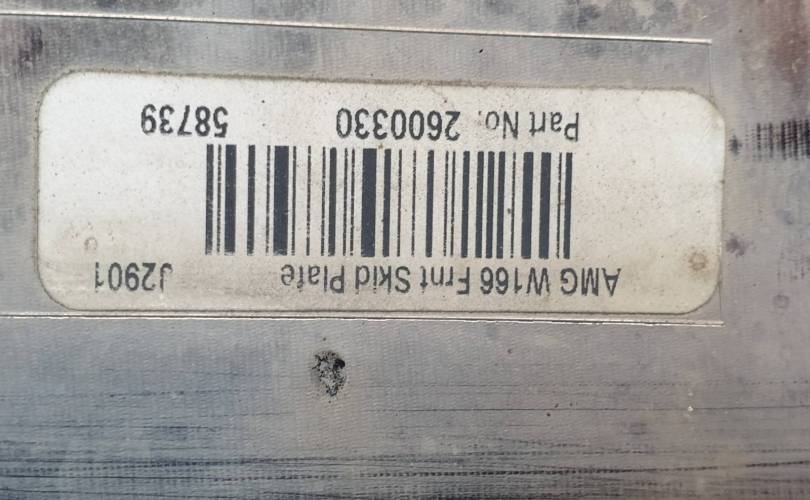 AMG W166 Frnt Skid Plate J2901
Part No. 2600330 58739